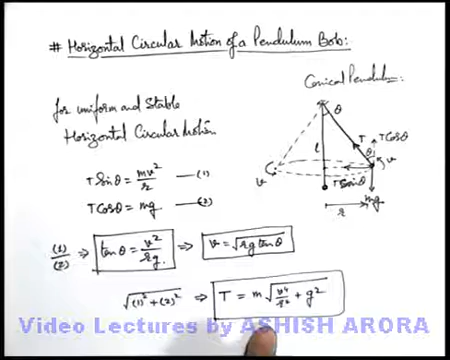 # Horizontal Circular Motion of a Pendulum Bob:
Conical Pendulum:
for uniform and Stable
Horizontal Circular Motion
T Sinθ = mv²/r —(1)
T Cosθ = mg —(2)
(1)/(2) ⇒ tanθ = v²/rg ⇒ v = √(rg tanθ)
√((1)² + (2)²) ⇒ T = m√(v⁴/r² + g²)
θ
T
TCosθ
θ
v
l
v
TSinθ
mg
r
Video Lectures by ASHISH ARORA